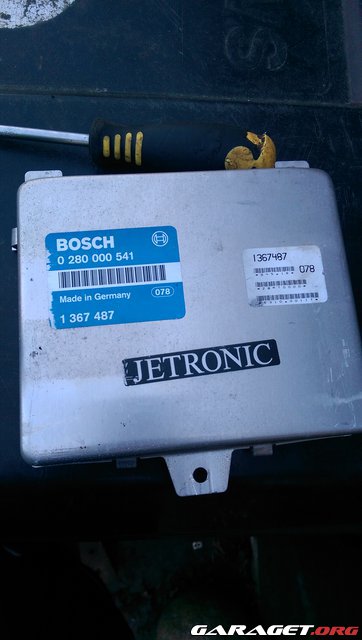 BOSCH
0 280 000 541
Made in Germany 078
1 367 487
1367487
078
JETRONIC
GARAGET.ORG